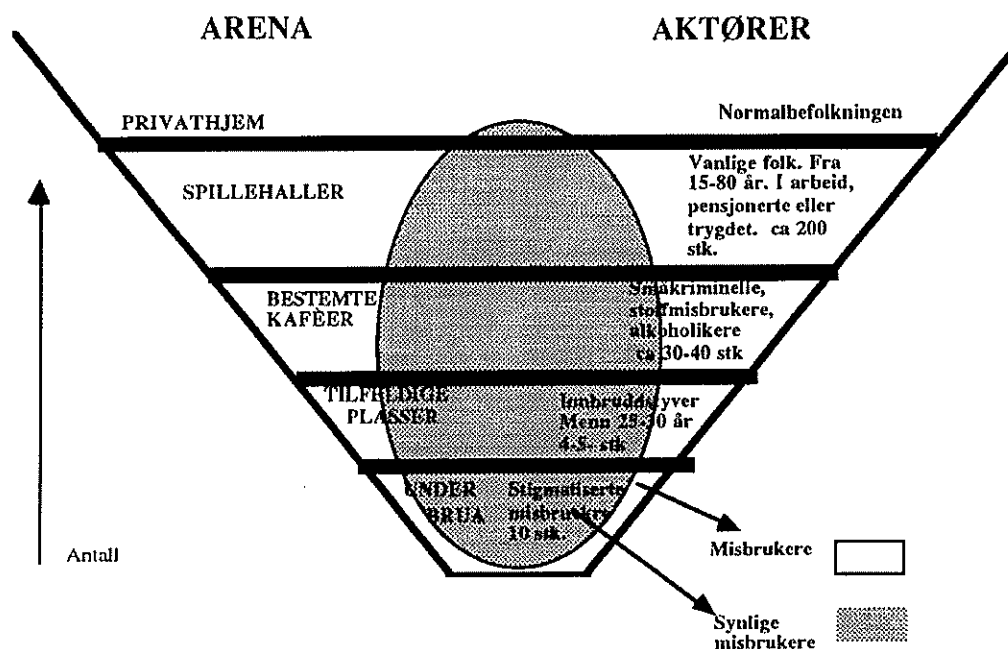 ARENA
AKTØRER
PRIVATHJEM
Normalbefolkningen
SPILLEHALLER
Vanlige folk. Fra
15-80 år. I arbeid,
pensjonerte eller
trygdet. ca 200
stk.
BESTEMTE
KAFÈER
Småkriminelle,
stoffmisbrukere,
alkoholikere
ca 30-40 stk
TILFELDIGE
PLASSER
Innbruddstyver
Menn 25-30 år
4-5- stk
UNDER
BRUA
Stigmatiserte
misbrukere
10 stk.
Antall
Misbrukere
Synlige
misbrukere